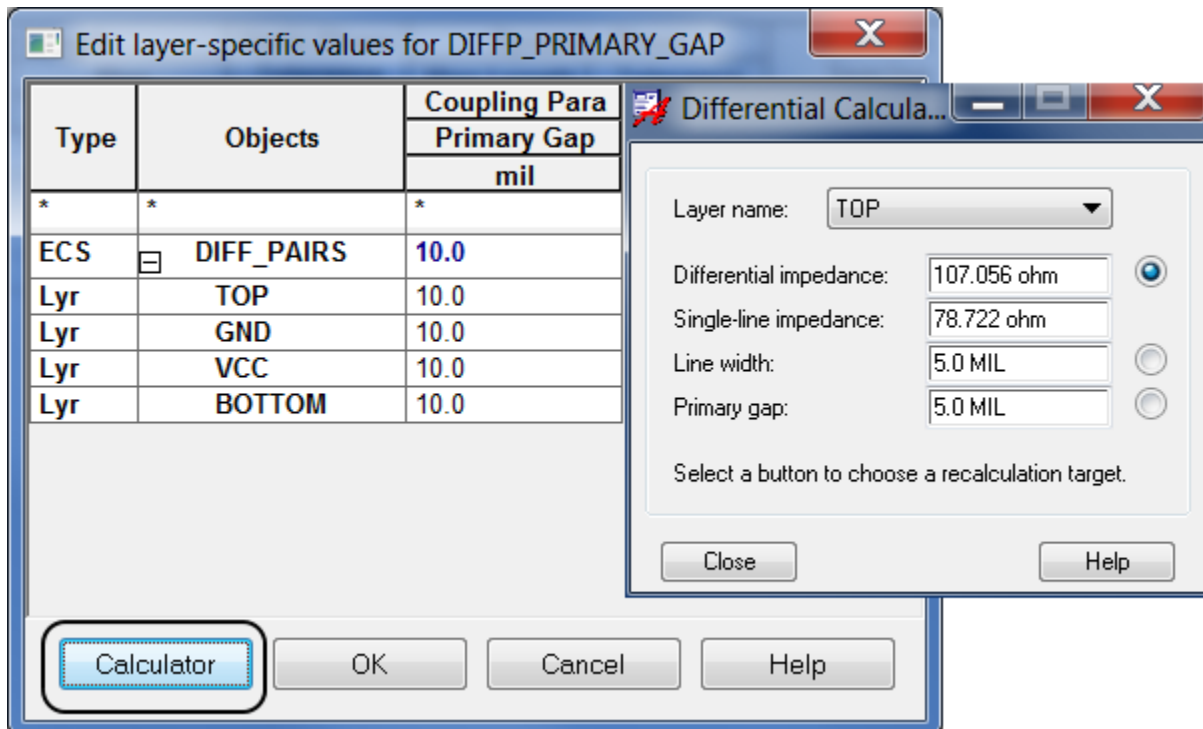 Edit layer-specific values for DIFFP_PRIMARY_GAP
Type Objects Coupling Para
Primary Gap
mil
* * *
ECS DIFF_PAIRS 10.0
Lyr TOP 10.0
Lyr GND 10.0
Lyr VCC 10.0
Lyr BOTTOM 10.0
Calculator OK Cancel Help
Differential Calcula...
Layer name: TOP
Differential impedance: 107.056 ohm
Single-line impedance: 78.722 ohm
Line width: 5.0 MIL
Primary gap: 5.0 MIL
Select a button to choose a recalculation target.
Close Help